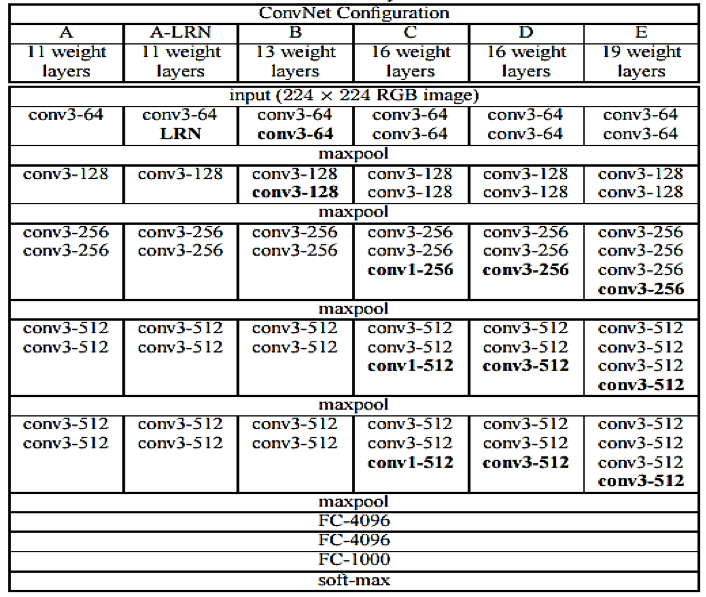 ConvNet Configuration
A A-LRN B C D E
11 weight 11 weight 13 weight 16 weight 16 weight 19 weight
layers layers layers layers layers layers
input (224 × 224 RGB image)
conv3-64 conv3-64 conv3-64 conv3-64 conv3-64 conv3-64
LRN conv3-64 conv3-64 conv3-64 conv3-64
maxpool
conv3-128 conv3-128 conv3-128 conv3-128 conv3-128 conv3-128
conv3-128 conv3-128 conv3-128 conv3-128
maxpool
conv3-256 conv3-256 conv3-256 conv3-256 conv3-256 conv3-256
conv3-256 conv3-256 conv3-256 conv3-256 conv3-256 conv3-256
conv1-256 conv3-256 conv3-256
conv3-256
maxpool
conv3-512 conv3-512 conv3-512 conv3-512 conv3-512 conv3-512
conv3-512 conv3-512 conv3-512 conv3-512 conv3-512 conv3-512
conv1-512 conv3-512 conv3-512
conv3-512
maxpool
conv3-512 conv3-512 conv3-512 conv3-512 conv3-512 conv3-512
conv3-512 conv3-512 conv3-512 conv3-512 conv3-512 conv3-512
conv1-512 conv3-512 conv3-512
conv3-512
maxpool
FC-4096
FC-4096
FC-1000
soft-max